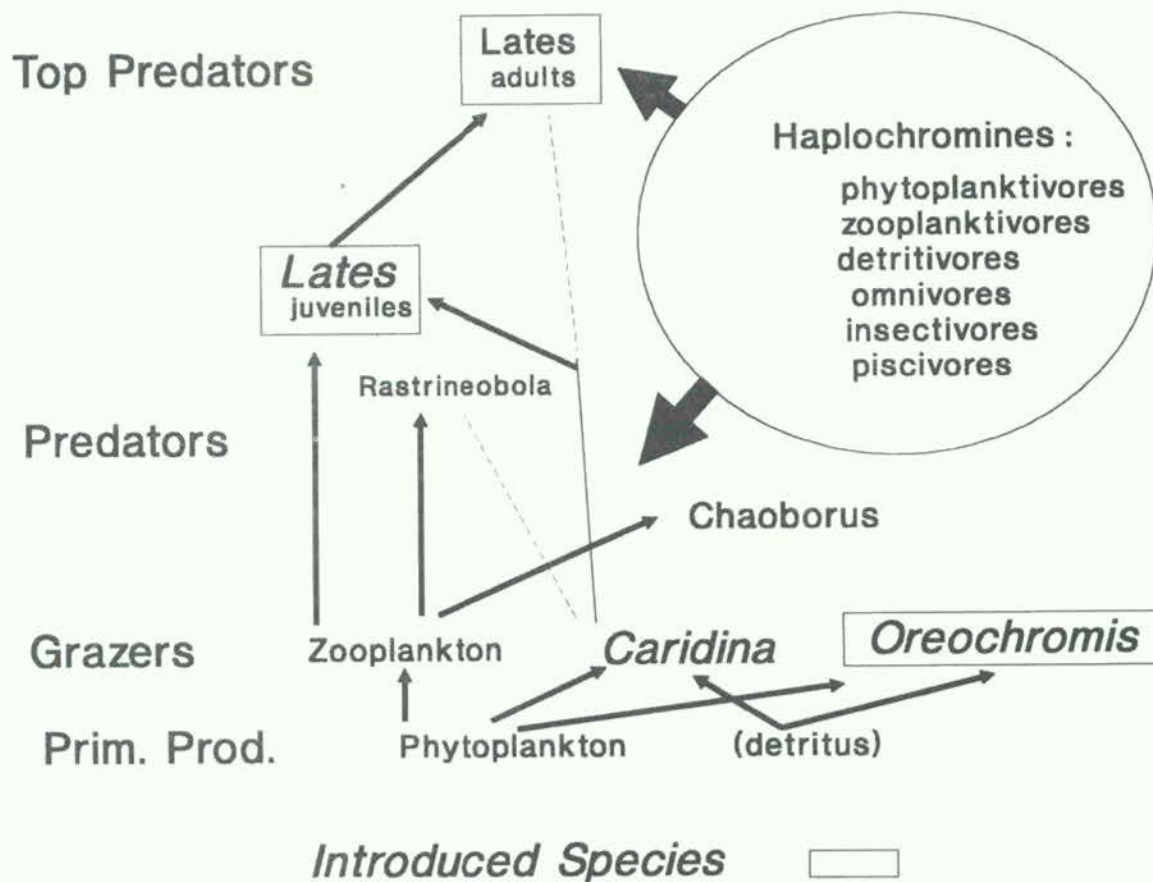 Top Predators
Lates
adults
Haplochromines :
phytoplanktivores
zooplanktivores
detritivores
omnivores
insectivores
piscivores
Lates
juveniles
Rastrineobola
Predators
Chaoborus
Grazers
Zooplankton
Caridina
Oreochromis
Prim. Prod.
Phytoplankton
(detritus)
Introduced Species